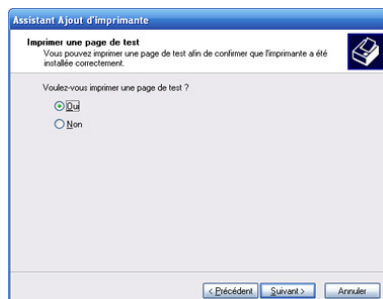 Assistant Ajout d'imprimante
Imprimer une page de test
Vous pouvez imprimer une page de test afin de confirmer que l'imprimante a été
installée correctement.
Voulez-vous imprimer une page de test ?
Oui
Non
< Précédent
Suivant >
Annuler